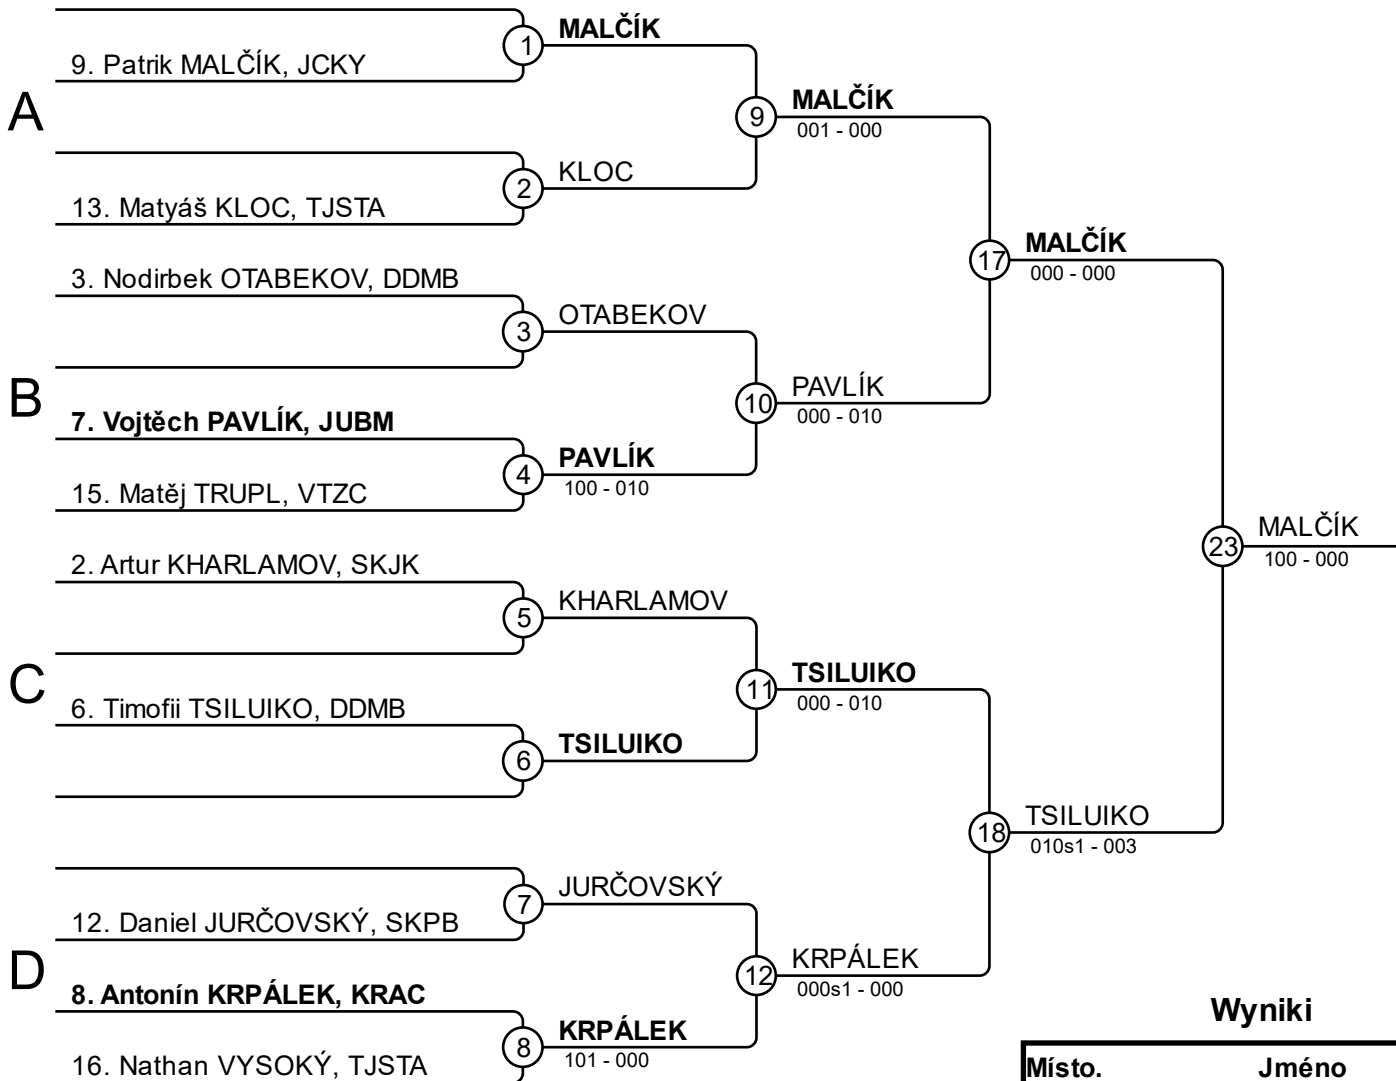 MALČÍK
1
9. Patrik MALČÍK, JCKY
A
MALČÍK
9
001 - 000
KLOC
2
13. Matyáš KLOC, TJSTA
MALČÍK
17
000 - 000
3. Nodirbek OTABEKOV, DDMB
OTABEKOV
3
B
PAVLÍK
10
000 - 010
7. Vojtěch PAVLÍK, JUBM
PAVLÍK
4
100 - 010
15. Matěj TRUPL, VTZC
MALČÍK
23
100 - 000
2. Artur KHARLAMOV, SKJK
KHARLAMOV
5
C
TSILUIKO
11
000 - 010
6. Timofii TSILUIKO, DDMB
TSILUIKO
6
TSILUIKO
18
010s1 - 003
JURČOVSKÝ
7
12. Daniel JURČOVSKÝ, SKPB
D
KRPÁLEK
12
000s1 - 000
8. Antonín KRPÁLEK, KRAC
KRPÁLEK
8
101 - 000
16. Nathan VYSOKÝ, TJSTA
Wyniki
Místo. Jméno